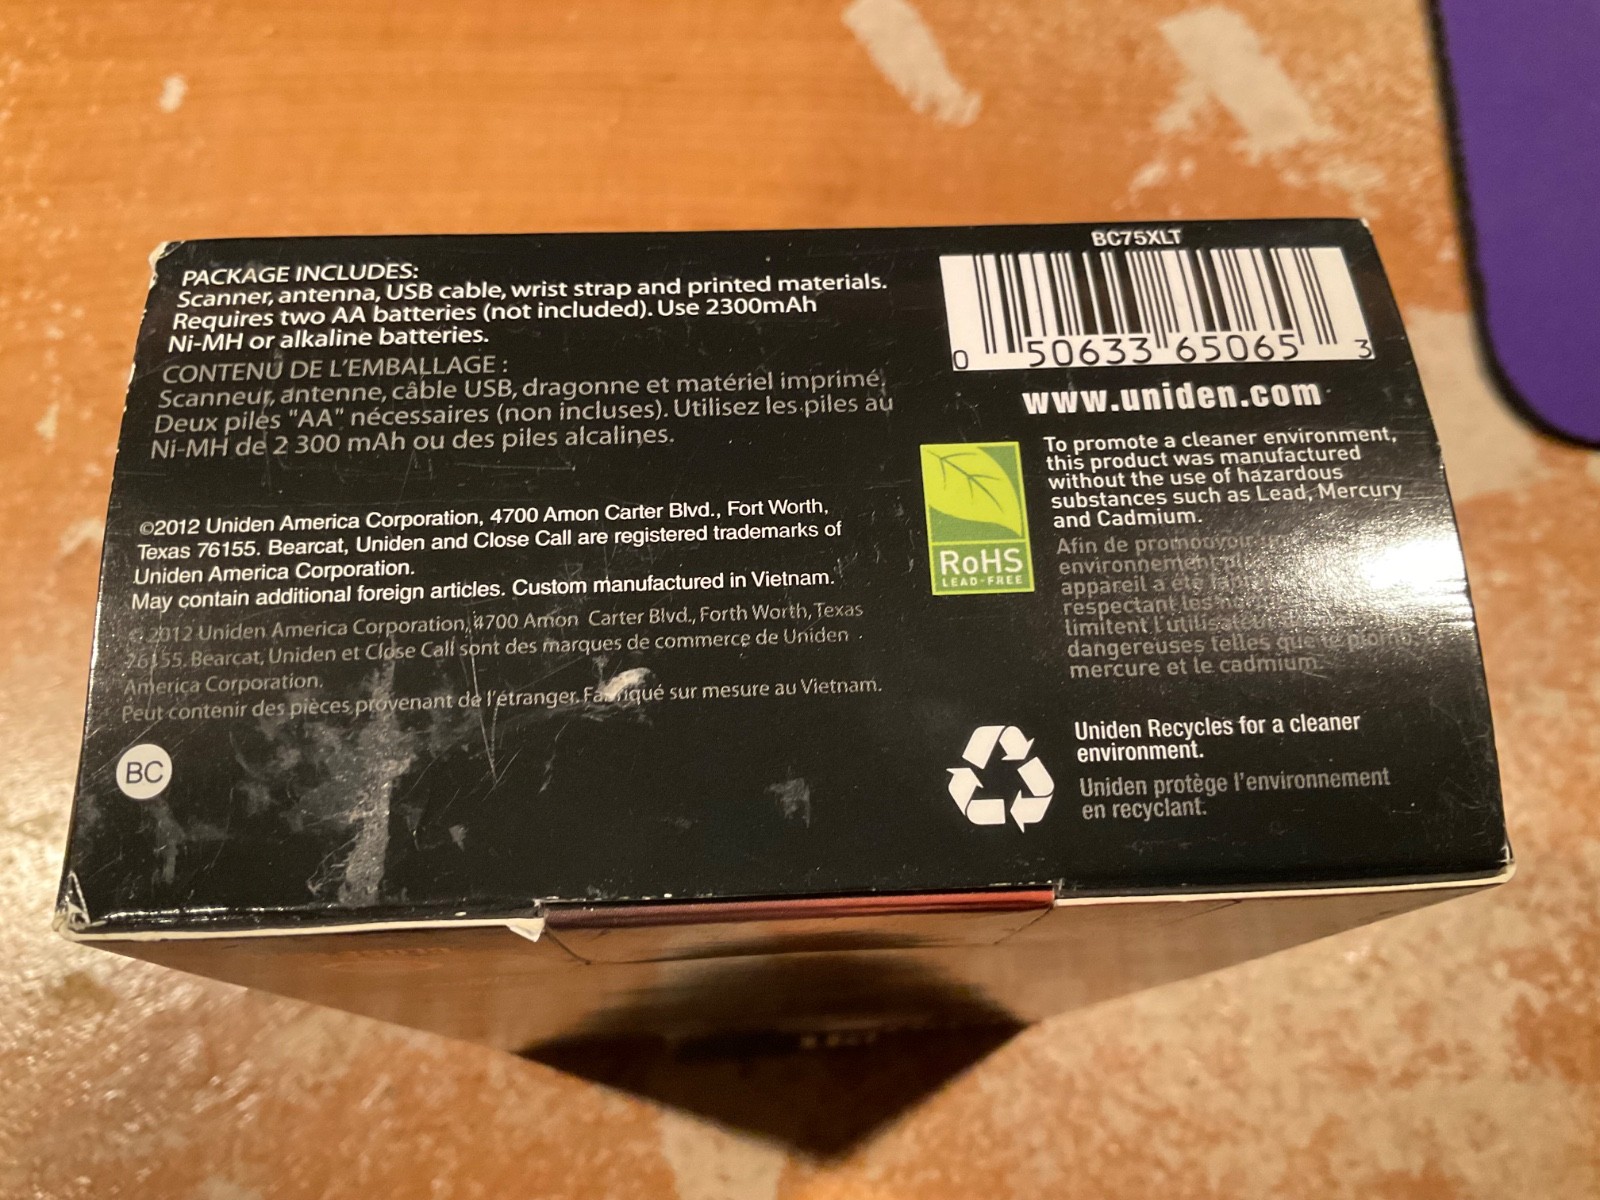 PACKAGE INCLUDES:
Scanner, antenna, USB cable, wrist strap and printed materials.
Requires two AA batteries (not included). Use 2300mAh
Ni-MH or alkaline batteries.
CONTENU DE L'EMBALLAGE :
Scanneur, antenne, câble USB, dragonne et matériel imprimé.
Deux piles "AA" nécessaires (non incluses). Utilisez les piles au
Ni-MH de 2 300 mAh ou des piles alcalines.
©2012 Uniden America Corporation, 4700 Amon Carter Blvd., Fort Worth,
Texas 76155. Bearcat, Uniden and Close Call are registered trademarks of
Uniden America Corporation.
May contain additional foreign articles. Custom manufactured in Vietnam.
© 2012 Uniden America Corporation, 4700 Amon Carter Blvd., Forth Worth, Texas
76155. Bearcat, Uniden et Close Call sont des marques de commerce de Uniden
America Corporation.
Peut contenir des pièces provenant de l'étranger. Fabriqué sur mesure au Vietnam.
BC
BC75XLT
0 50633 65065 3
www.uniden.com
RoHS
LEAD-FREE
To promote a cleaner environment,
this product was manufactured
without the use of hazardous
substances such as Lead, Mercury
and Cadmium.
Afin de promouvoir
environnement
appareil a été
respectant les
limitent l'utilisation
dangereuses telles que le plomb,
mercure et le cadmium.
Uniden Recycles for a cleaner
environment.
Uniden protège l'environnement
en recyclant.